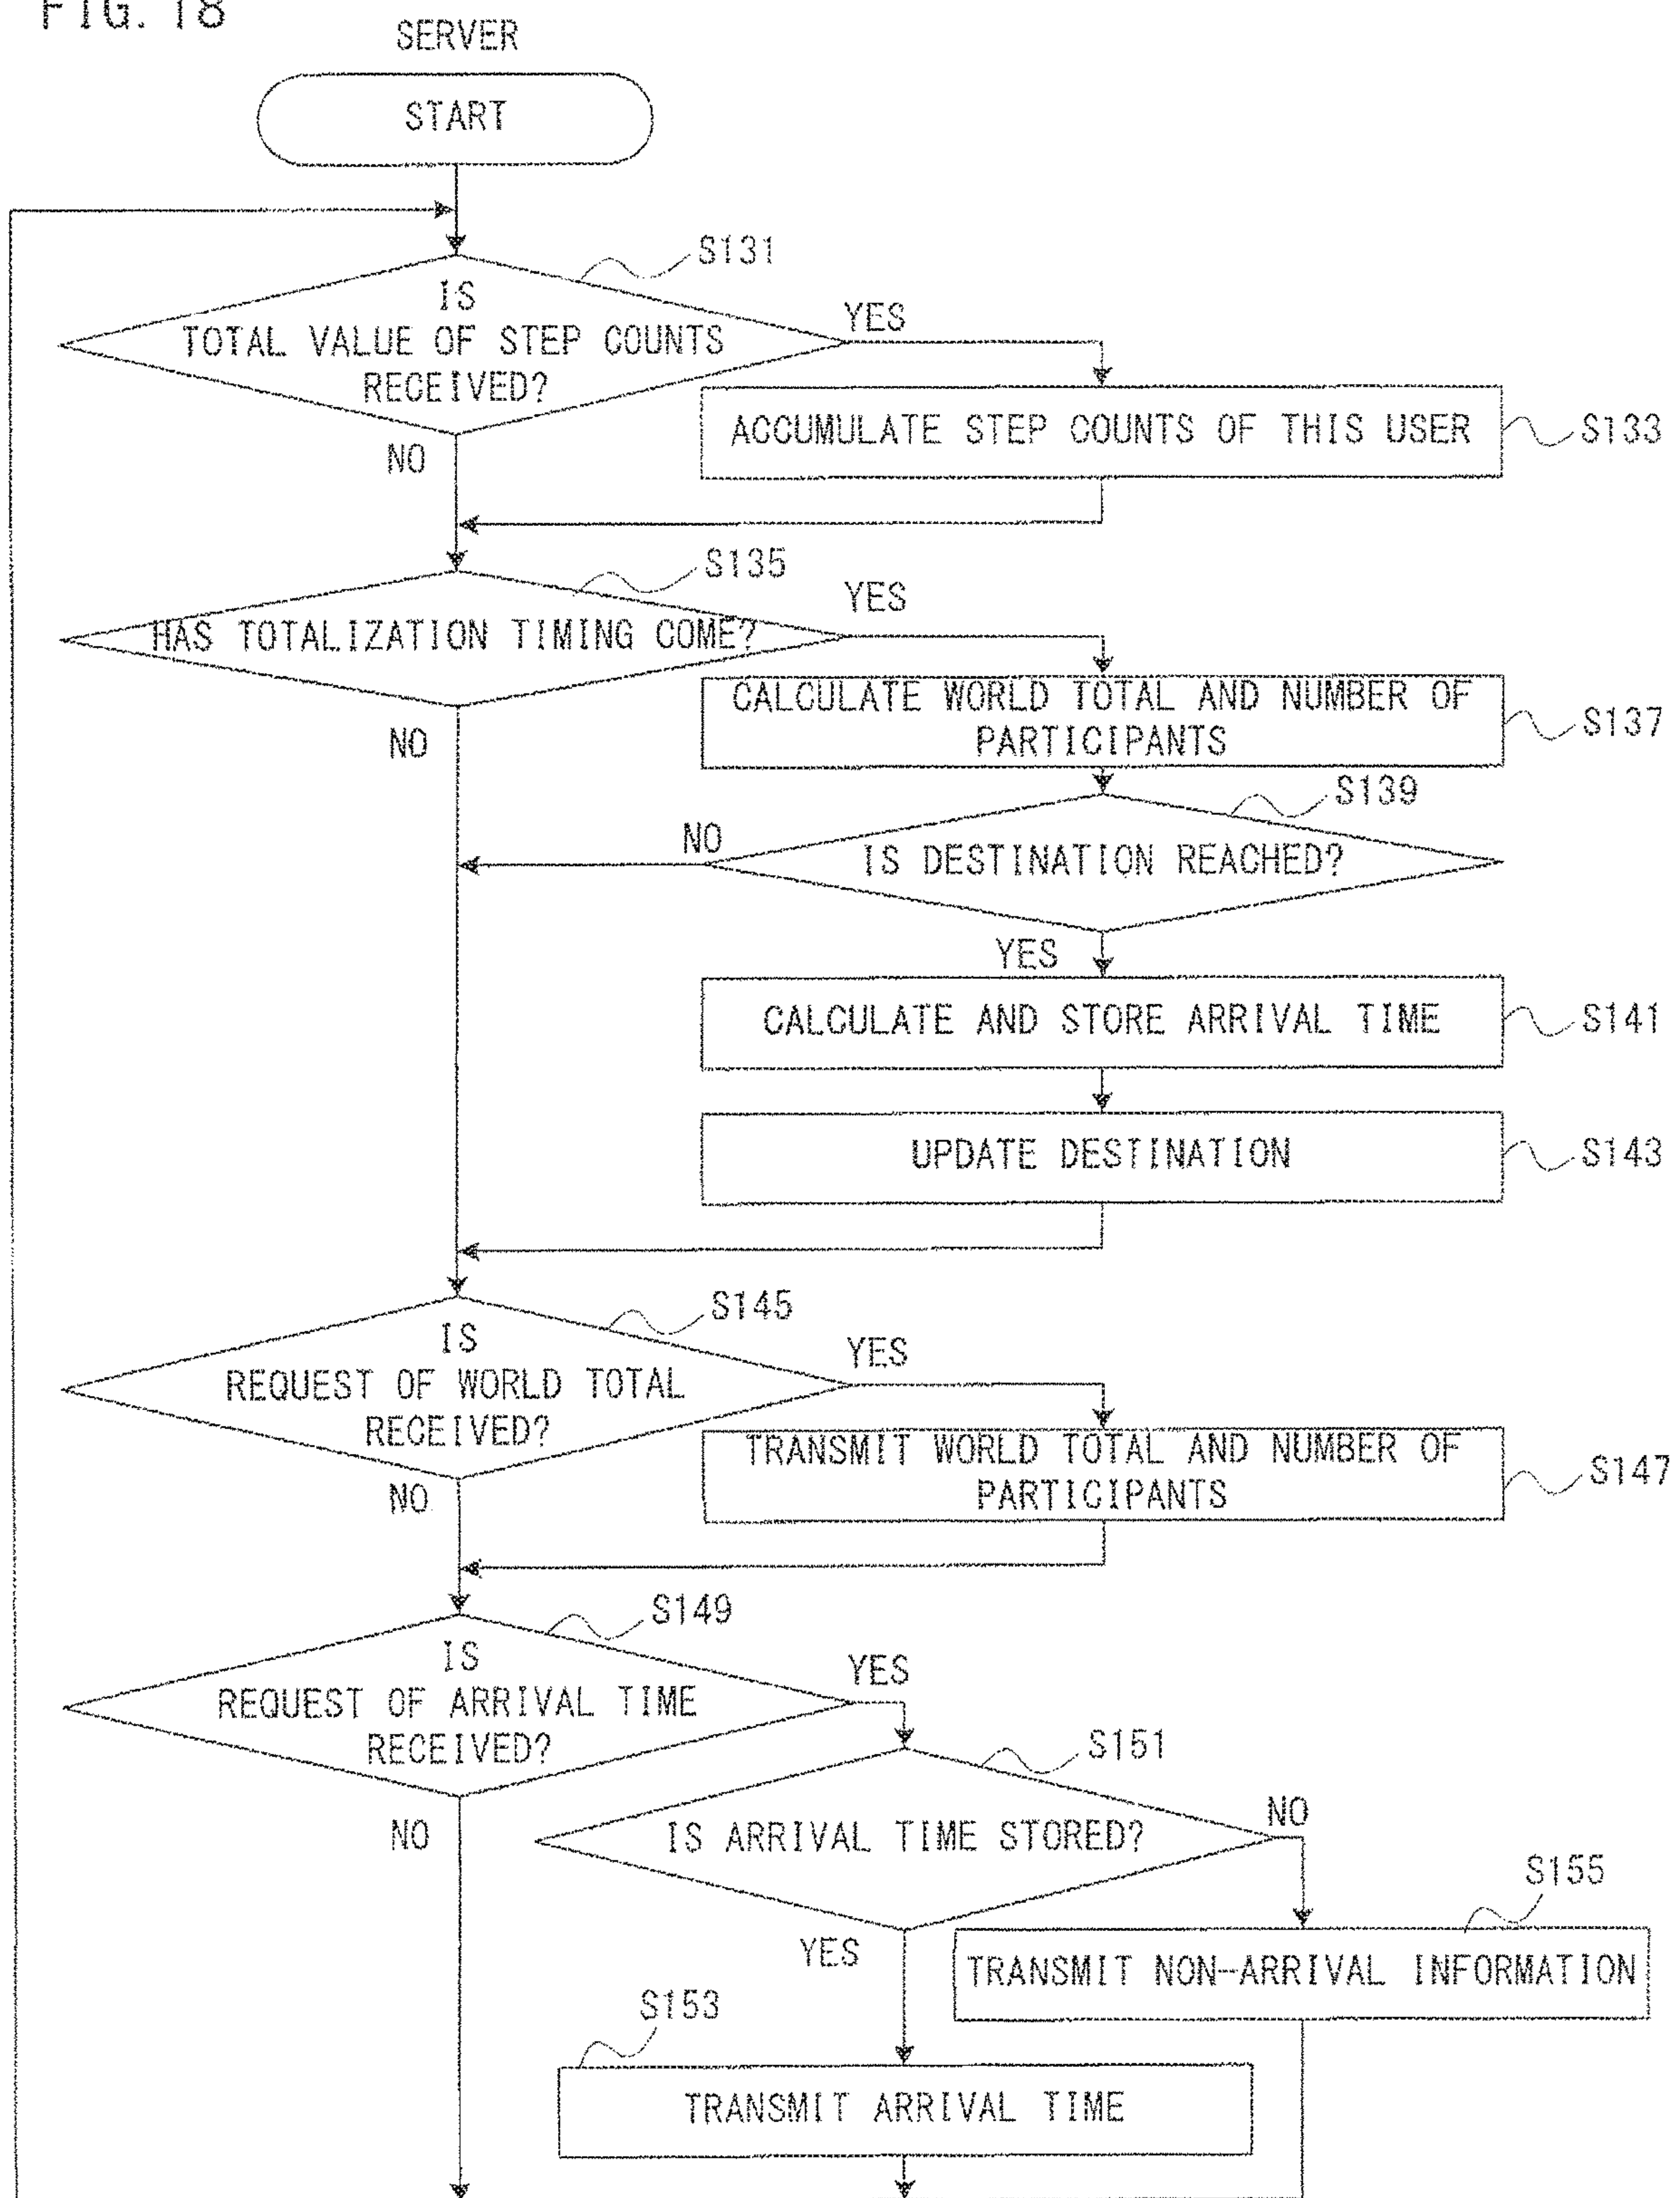 FIG. 18
SERVER
START
S131
IS
TOTAL VALUE OF STEP COUNTS
RECEIVED?
YES
NO
ACCUMULATE STEP COUNTS OF THIS USER
S133
S135
HAS TOTALIZATION TIMING COME?
YES
NO
CALCULATE WORLD TOTAL AND NUMBER OF
PARTICIPANTS
S137
S139
NO
IS DESTINATION REACHED?
YES
CALCULATE AND STORE ARRIVAL TIME
S141
UPDATE DESTINATION
S143
S145
IS
REQUEST OF WORLD TOTAL
RECEIVED?
YES
NO
TRANSMIT WORLD TOTAL AND NUMBER OF
PARTICIPANTS
S147
S149
IS
REQUEST OF ARRIVAL TIME
RECEIVED?
YES
NO
S151
IS ARRIVAL TIME STORED?
NO
YES
S155
TRANSMIT NON-ARRIVAL INFORMATION
S153
TRANSMIT ARRIVAL TIME